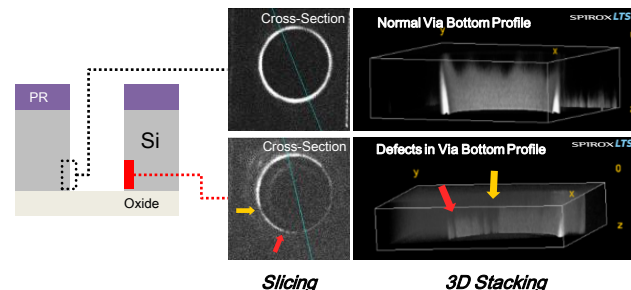 Cross-Section
Normal Via Bottom Profile
SPIROX LTS
y
x
z
PR
Si
Oxide
Cross-Section
Defects in Via Bottom Profile
SPIROX LTS
y
x
0
z
Slicing
3D Stacking